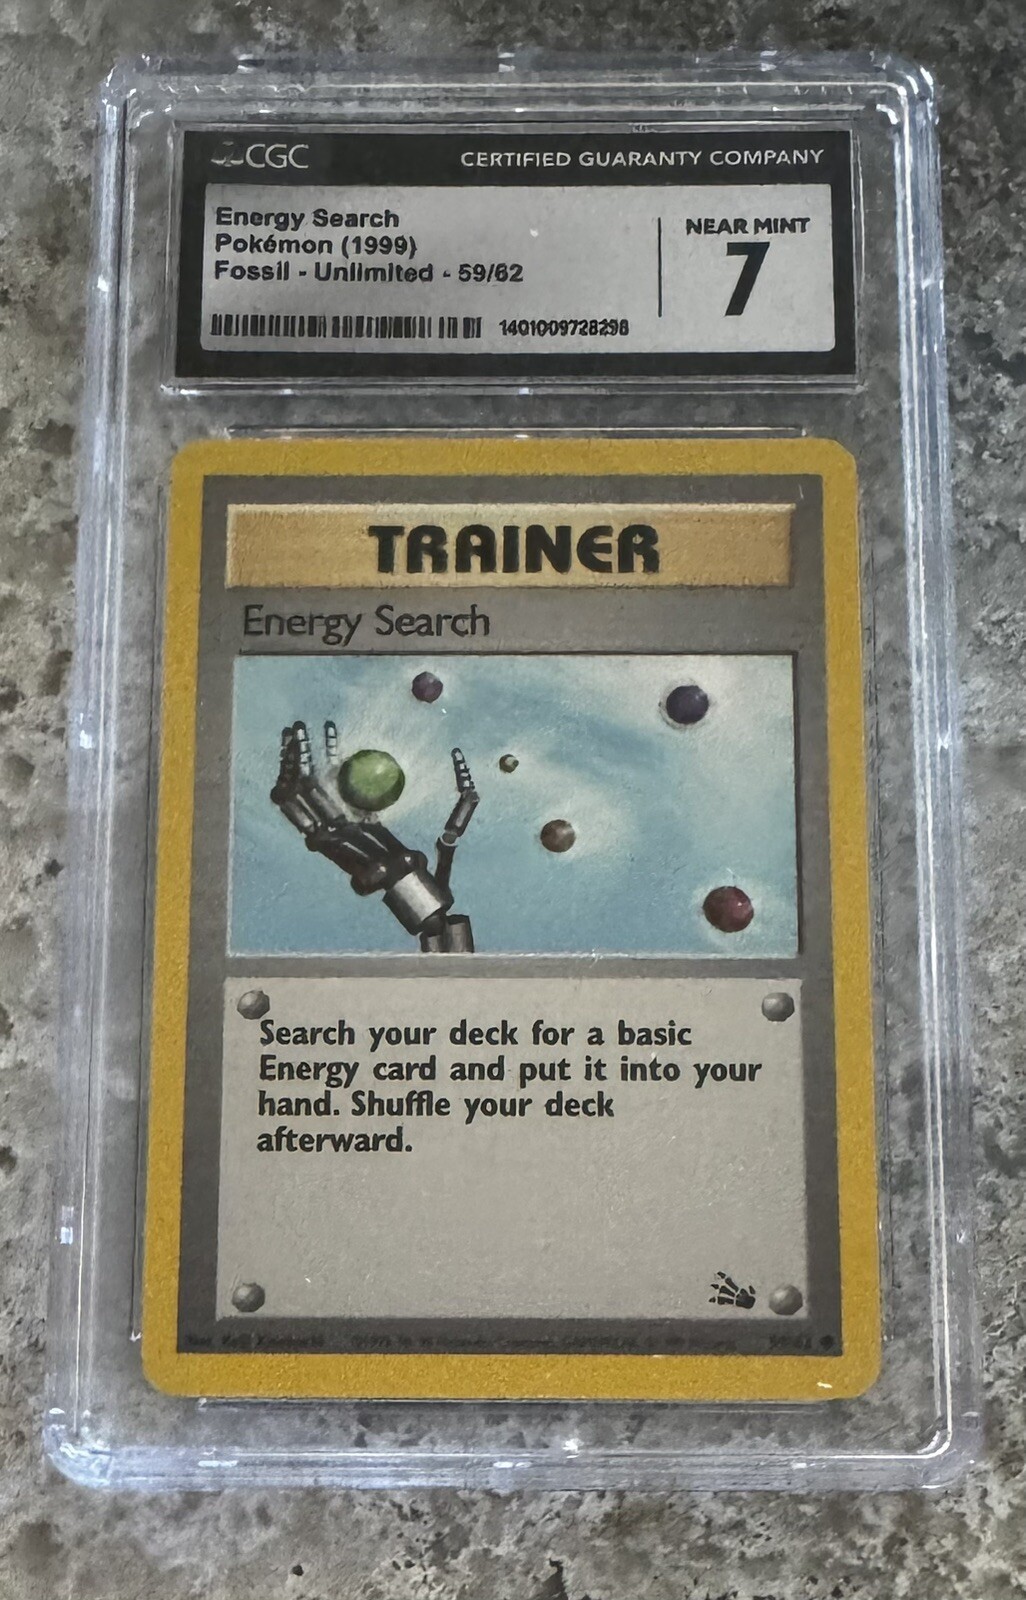 CGC CERTIFIED GUARANTY COMPANY
Energy Search
Pokémon (1999)
Fossil - Unlimited - 59/62
NEAR MINT
7
1401009728298
TRAINER
Energy Search
Search your deck for a basic
Energy card and put it into your
hand. Shuffle your deck
afterward.